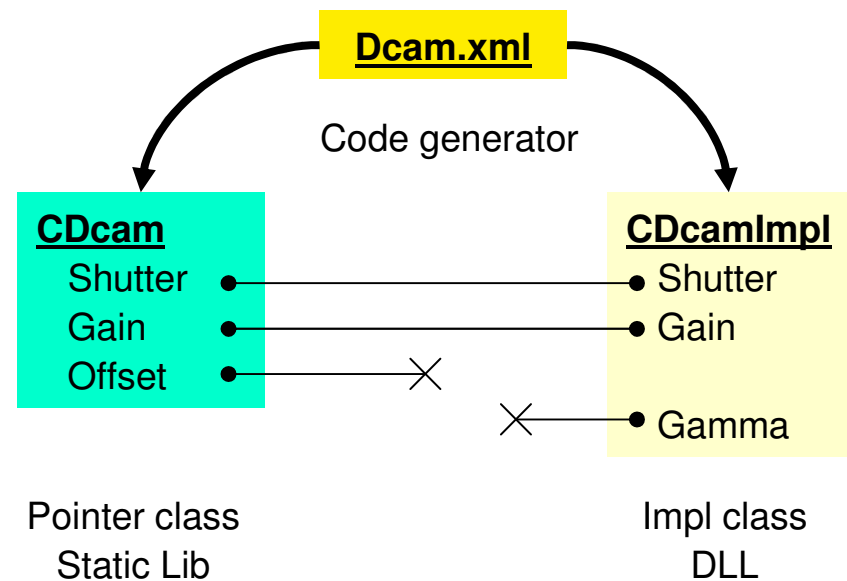 Dcam.xml
Code generator
CDcam
Shutter
Gain
Offset
CDcamImpl
Shutter
Gain
Gamma
Pointer class
Static Lib
Impl class
DLL